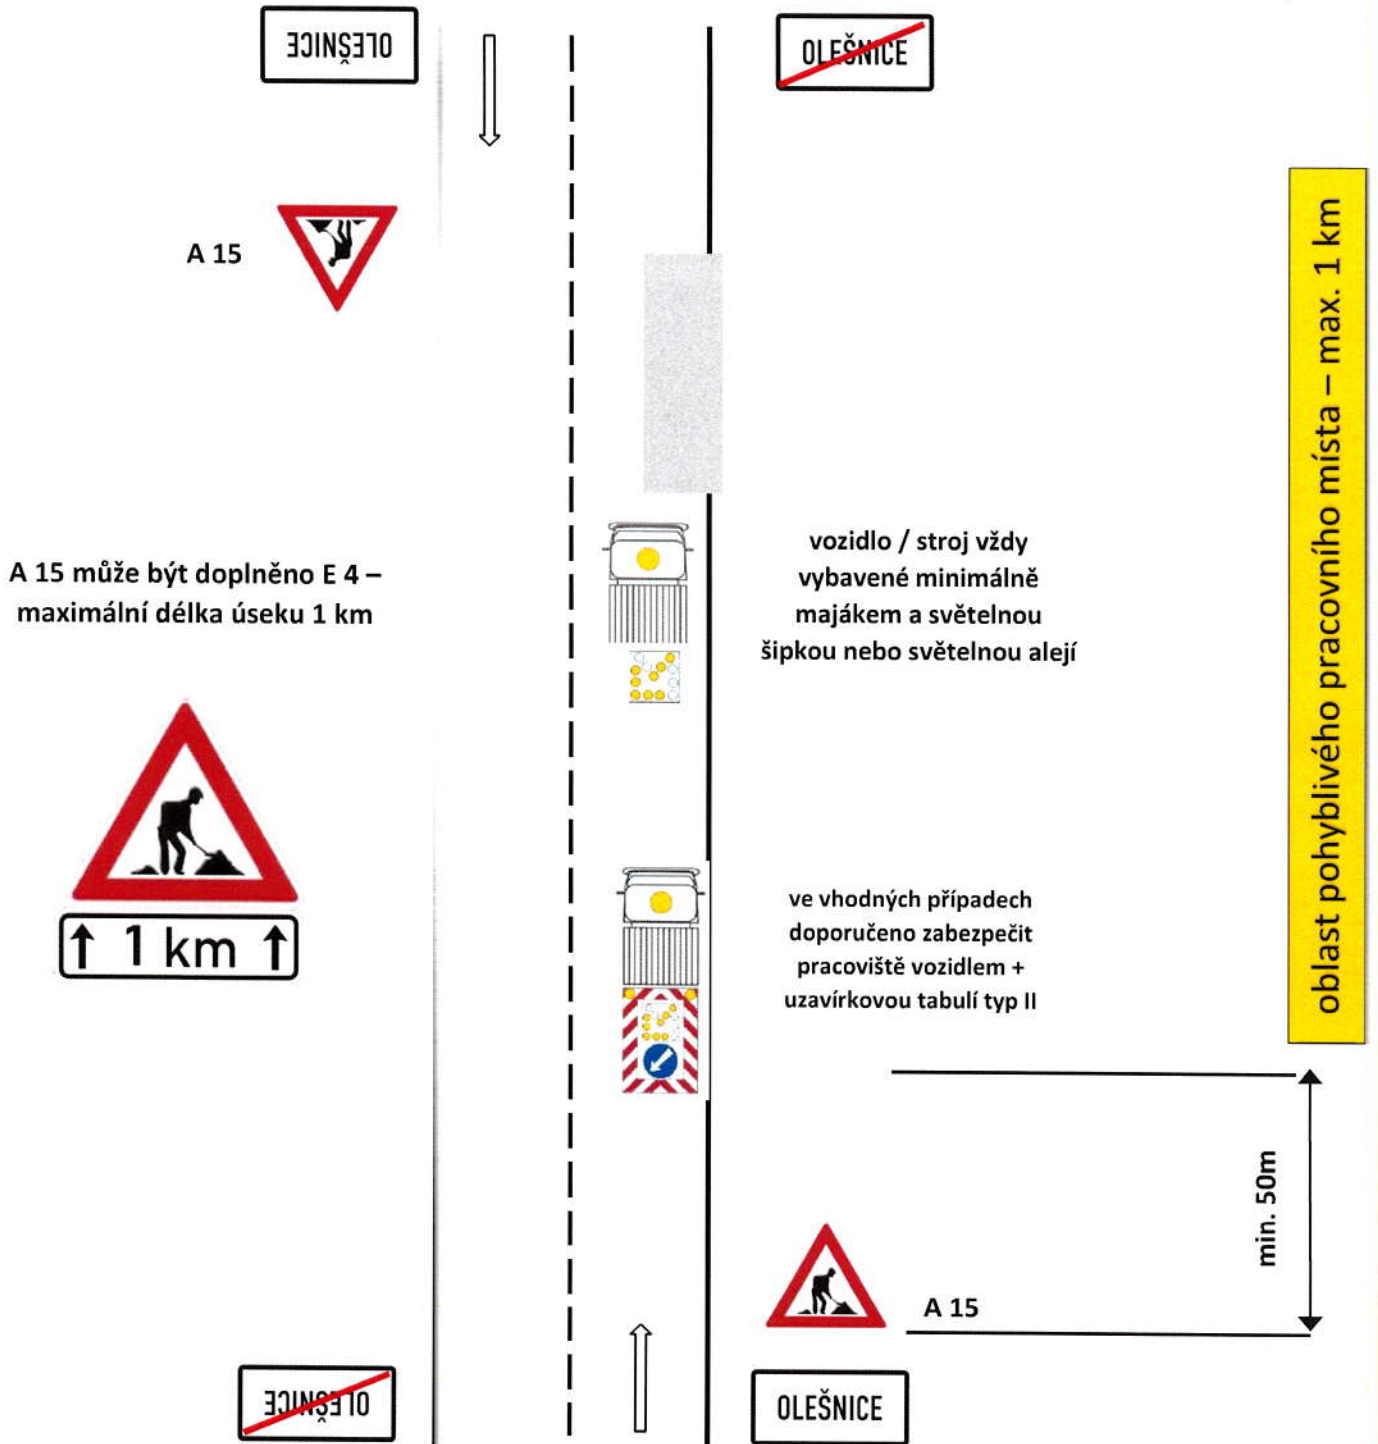 OLEŠNICE
OLEŠNICE
A 15
A 15 může být doplněno E 4 –
maximální délka úseku 1 km
1 km
vozidlo / stroj vždy
vybavené minimálně
majákem a světelnou
šipkou nebo světelnou alejí
ve vhodných případech
doporučeno zabezpečit
pracoviště vozidlem +
uzavírkovou tabulí typ II
oblast pohyblivého pracovního místa – max. 1 km
min. 50m
A 15
OLEŠNICE
OLEŠNICE